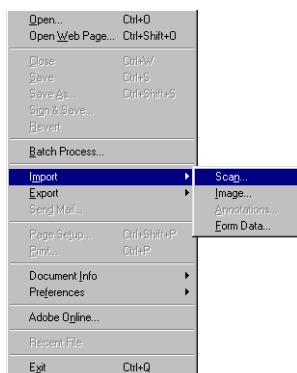 Open... Ctrl+O
Open Web Page... Ctrl+Shift+O
Close Ctrl+W
Save Ctrl+S
Save As... Ctrl+Shift+S
Sign & Save...
Revert
Batch Process...
Import
Scan...
Export
Image...
Send Mail...
Annotations...
Page Setup... Ctrl+Shift+P
Form Data...
Print... Ctrl+P
Document Info
Preferences
Adobe Online...
Recent File
Exit Ctrl+Q